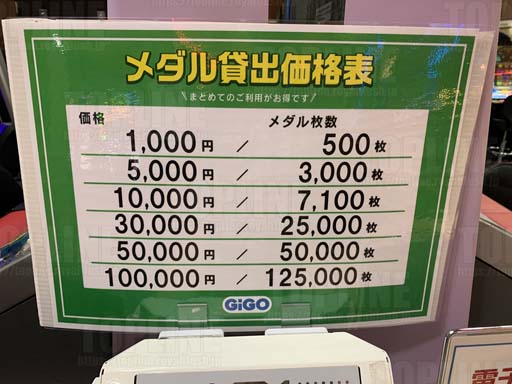 メダル貸出価格表
\まとめてのご利用がお得です/
価格 メダル枚数
1,000円 / 500枚
5,000円 / 3,000枚
10,000円 / 7,100枚
30,000円 / 25,000枚
50,000円 / 50,000枚
100,000円 / 125,000枚
GiGO
電子